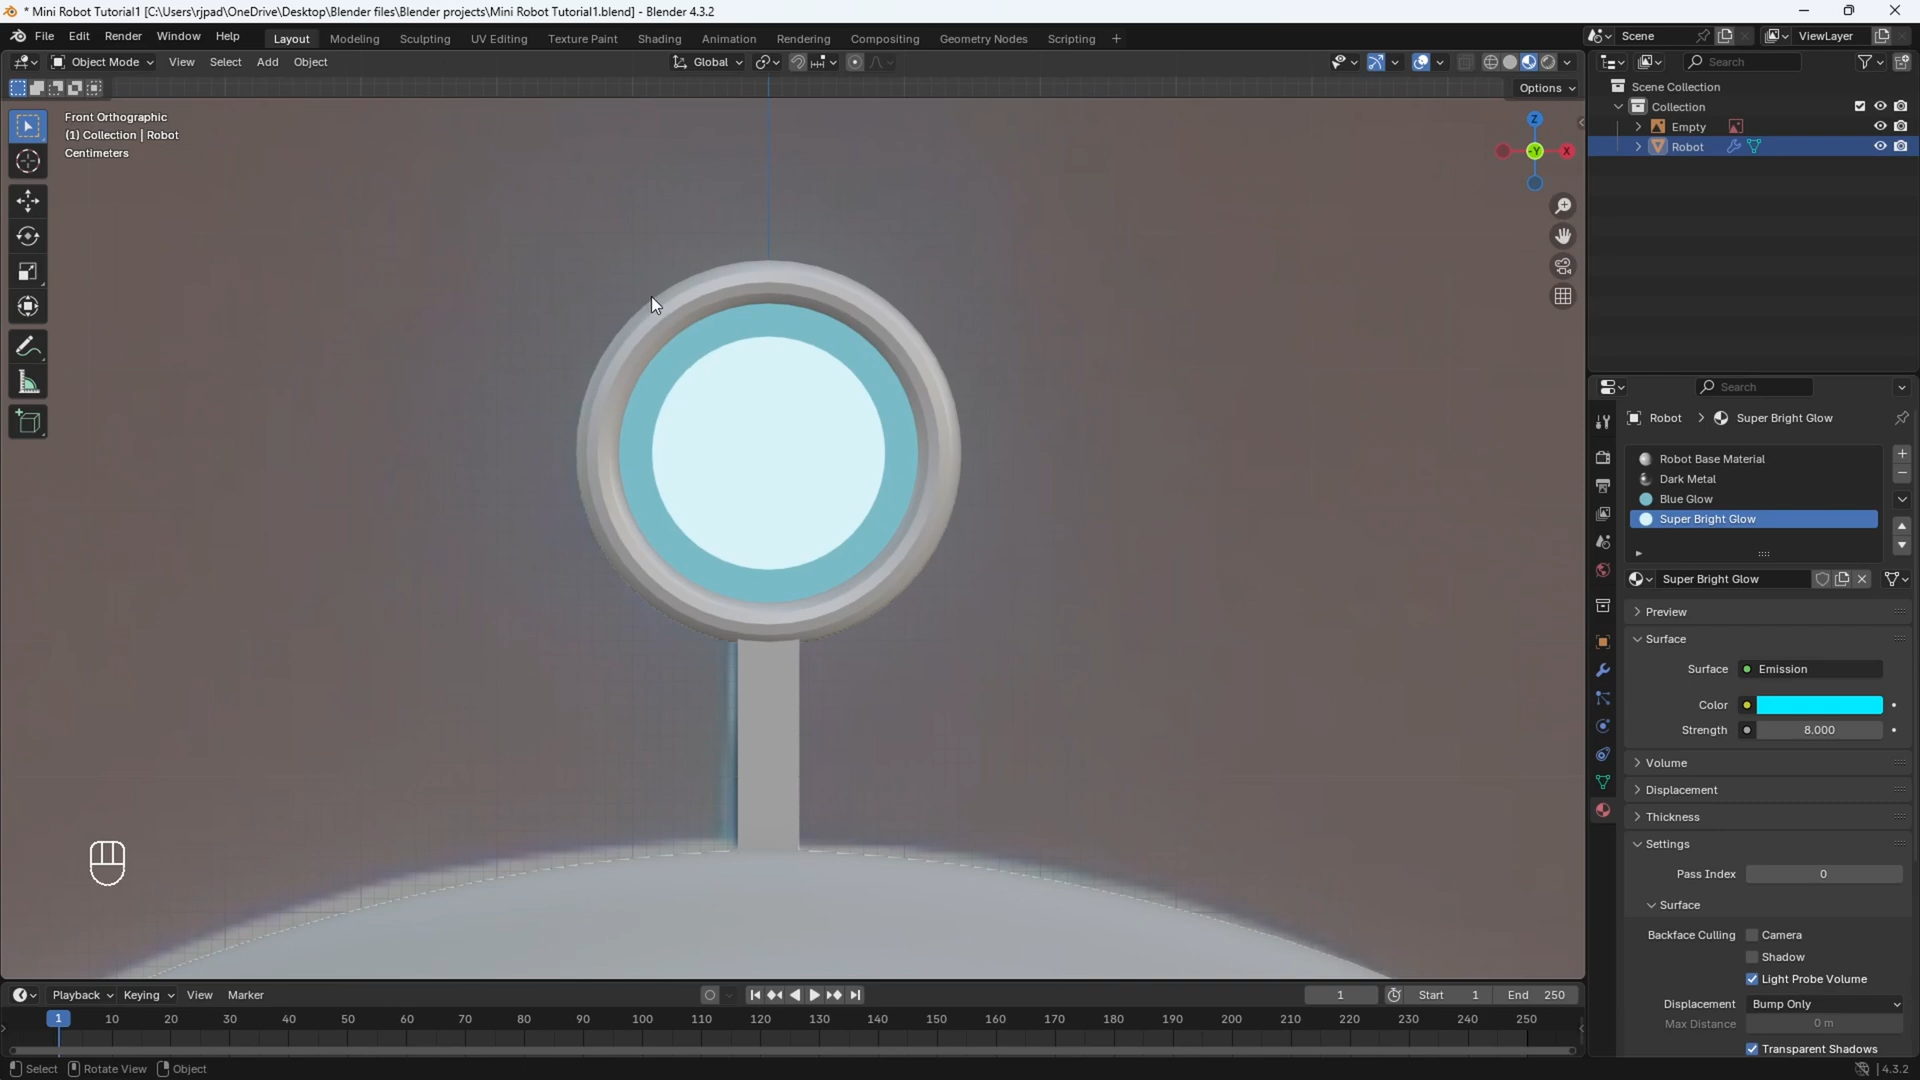 * Mini Robot Tutorial1 [C:\Users\rjpad\OneDrive\Desktop\Blender files\Blender projects\Mini Robot Tutorial1.blend] - Blender 4.3.2
File Edit Render Window Help Layout Modeling Sculpting UV Editing Texture Paint Shading Animation Rendering Compositing Geometry Nodes Scripting + Scene ViewLayer
Object Mode View Select Add Object Global Search
Options
Front Orthographic
(1) Collection | Robot
Centimeters
Z
-Y
X
Scene Collection
Collection
Empty
Robot
Search
Robot Super Bright Glow
Robot Base Material
Dark Metal
Blue Glow
Super Bright Glow
Super Bright Glow
Preview
Surface
Surface Emission
Color
Strength 8.000
Volume
Displacement
Thickness
Settings
Pass Index 0
Surface
Backface Culling Camera
Shadow
Light Probe Volume
Displacement Bump Only
Max Distance 0 m
Transparent Shadows
Playback Keying View Marker 1 Start 1 End 250
1 10 20 30 40 50 60 70 80 90 100 110 120 130 140 150 160 170 180 190 200 210 220 230 240 250
Select Rotate View Object 4.3.2